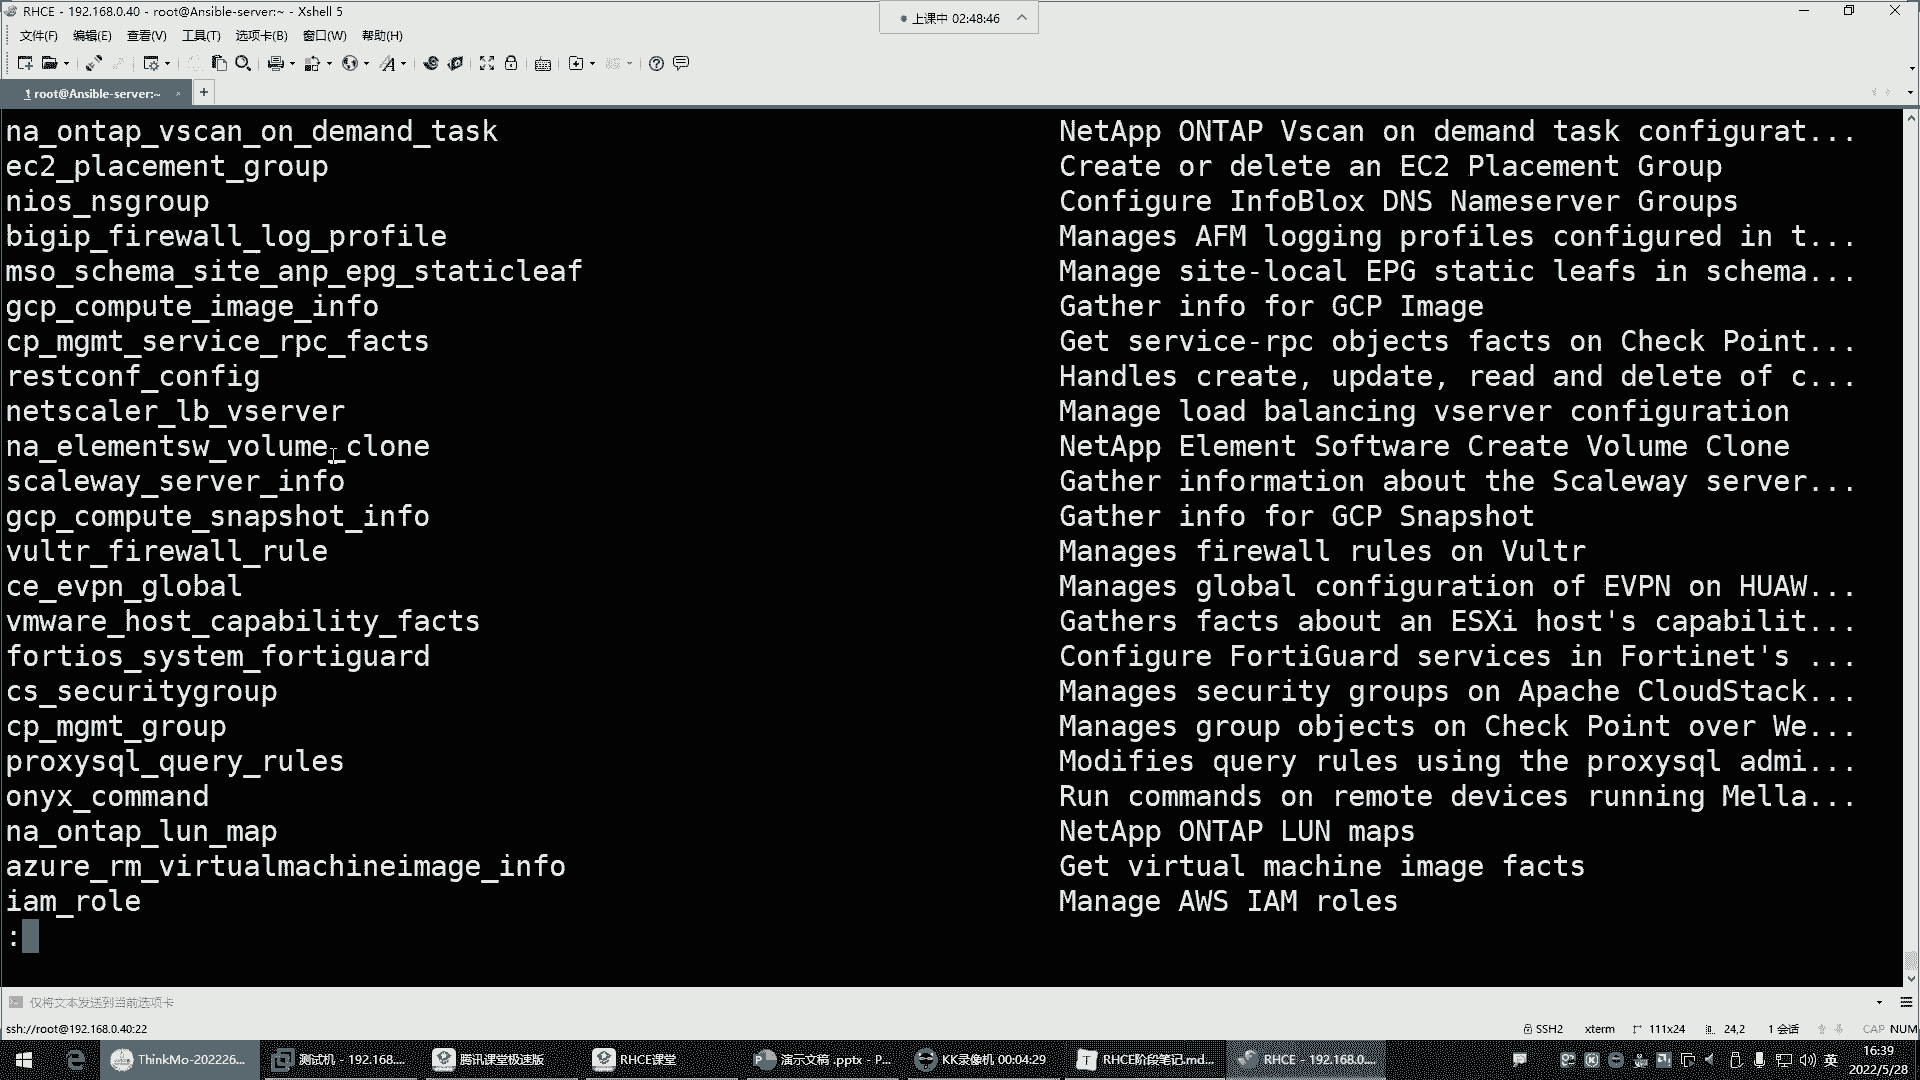 RHCE - 192.168.0.40 - root@Ansible-server:~ - Xshell 5
上课中 02:48:46
文件(F) 编辑(E) 查看(V) 工具(T) 选项卡(B) 窗口(W) 帮助(H)
1 root@Ansible-server:~ × +
na_ontap_vscan_on_demand_task NetApp ONTAP Vscan on demand task configurat...
ec2_placement_group Create or delete an EC2 Placement Group
nios_nsgroup Configure InfoBlox DNS Nameserver Groups
bigip_firewall_log_profile Manages AFM logging profiles configured in t...
mso_schema_site_anp_epg_staticleaf Manage site-local EPG static leafs in schema...
gcp_compute_image_info Gather info for GCP Image
cp_mgmt_service_rpc_facts Get service-rpc objects facts on Check Point...
restconf_config Handles create, update, read and delete of c...
netscaler_lb_vserver Manage load balancing vserver configuration
na_elementsw_volume_clone NetApp Element Software Create Volume Clone
scaleway_server_info Gather information about the Scaleway server...
gcp_compute_snapshot_info Gather info for GCP Snapshot
vultr_firewall_rule Manages firewall rules on Vultr
ce_evpn_global Manages global configuration of EVPN on HUAW...
vmware_host_capability_facts Gathers facts about an ESXi host's capabilit...
fortios_system_fortiguard Configure FortiGuard services in Fortinet's ...
cs_securitygroup Manages security groups on Apache CloudStack...
cp_mgmt_group Manages group objects on Check Point over We...
proxysql_query_rules Modifies query rules using the proxysql admi...
onyx_command Run commands on remote devices running Mella...
na_ontap_lun_map NetApp ONTAP LUN maps
azure_rm_virtualmachineimage_info Get virtual machine image facts
iam_role Manage AWS IAM roles
:
仅将文本发送到当前选项卡
ssh://root@192.168.0.40:22 SSH2 xterm 111x24 24,2 1 会话 CAP NUM
ThinkMo-202226... 测试机 - 192.168.... 腾讯课堂极速版 RHCE课堂 演示文稿 .pptx - P... KK录像机 00:04:29 RHCE阶段笔记.md... RHCE - 192.168.0.... 英 16:39
2022/5/28